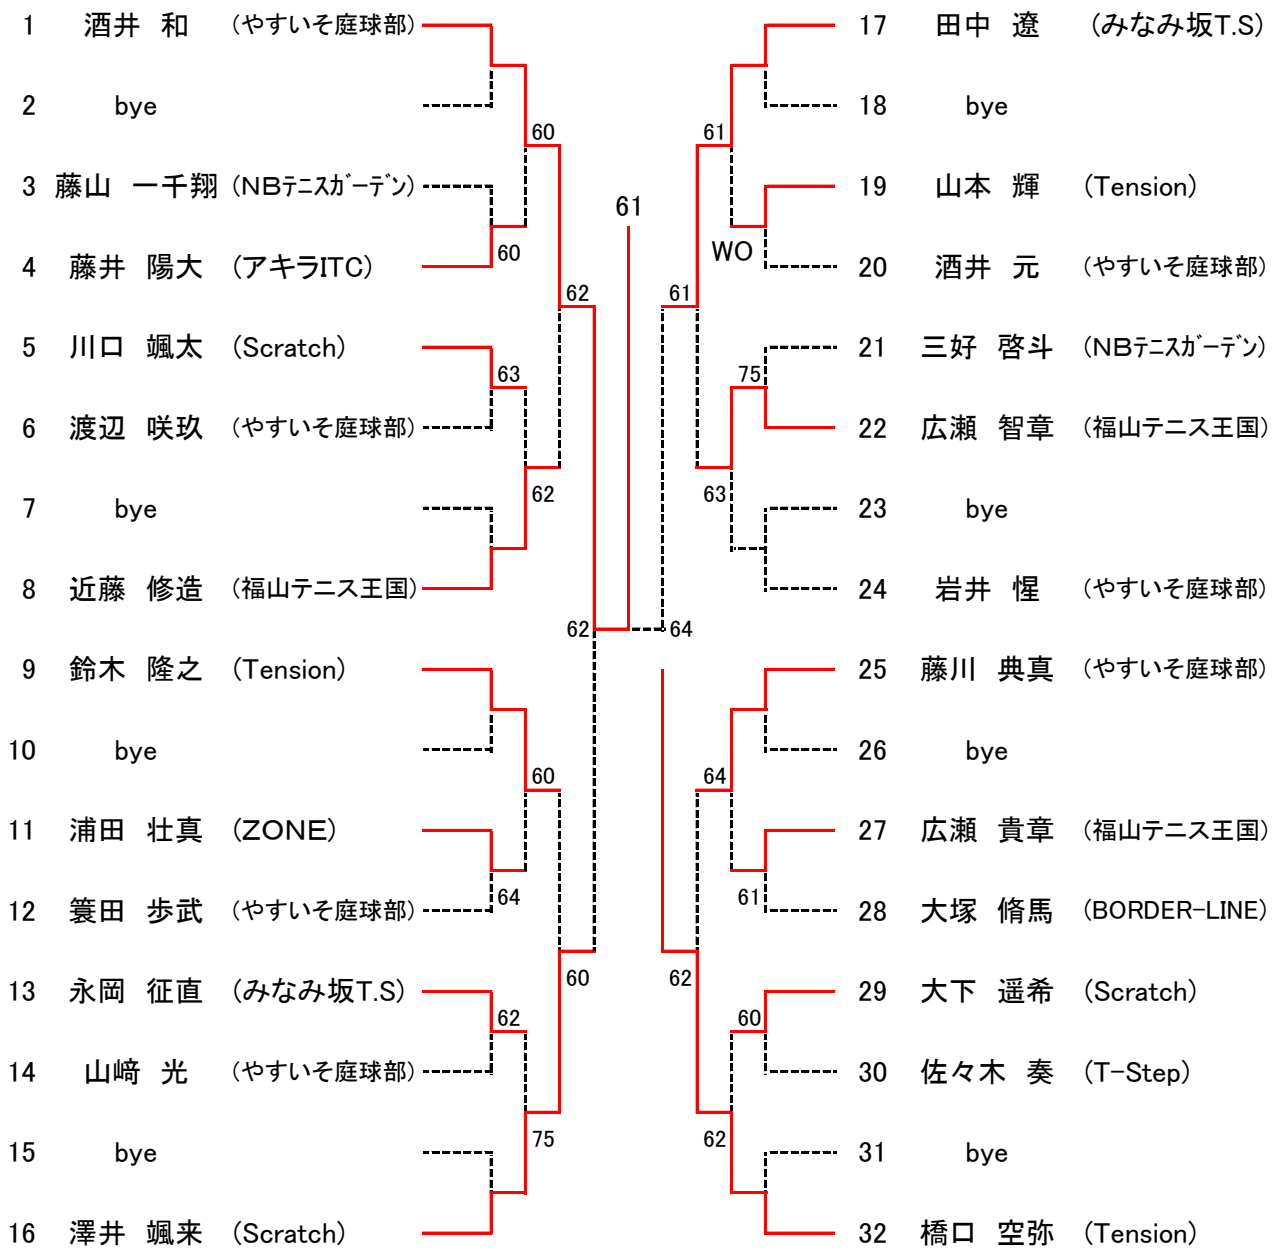 1 酒井 和 (やすいそ庭球部)
2 bye
3 藤山 一千翔 (NBテニスガーデン)
4 藤井 陽大 (アキラITC)
5 川口 颯太 (Scratch)
6 渡辺 咲玖 (やすいそ庭球部)
7 bye
8 近藤 修造 (福山テニス王国)
9 鈴木 隆之 (Tension)
10 bye
11 浦田 壮真 (ZONE)
12 簑田 歩武 (やすいそ庭球部)
13 永岡 征直 (みなみ坂T.S)
14 山﨑 光 (やすいそ庭球部)
15 bye
16 澤井 颯来 (Scratch)
60
60
62
63
62
62
60
64
60
62
75
61
64
61
WO
61
75
63
64
61
62
60
62
17 田中 遼 (みなみ坂T.S)
18 bye
19 山本 輝 (Tension)
20 酒井 元 (やすいそ庭球部)
21 三好 啓斗 (NBテニスガーデン)
22 広瀬 智章 (福山テニス王国)
23 bye
24 岩井 惺 (やすいそ庭球部)
25 藤川 典真 (やすいそ庭球部)
26 bye
27 広瀬 貴章 (福山テニス王国)
28 大塚 脩馬 (BORDER-LINE)
29 大下 遥希 (Scratch)
30 佐々木 奏 (T-Step)
31 bye
32 橋口 空弥 (Tension)